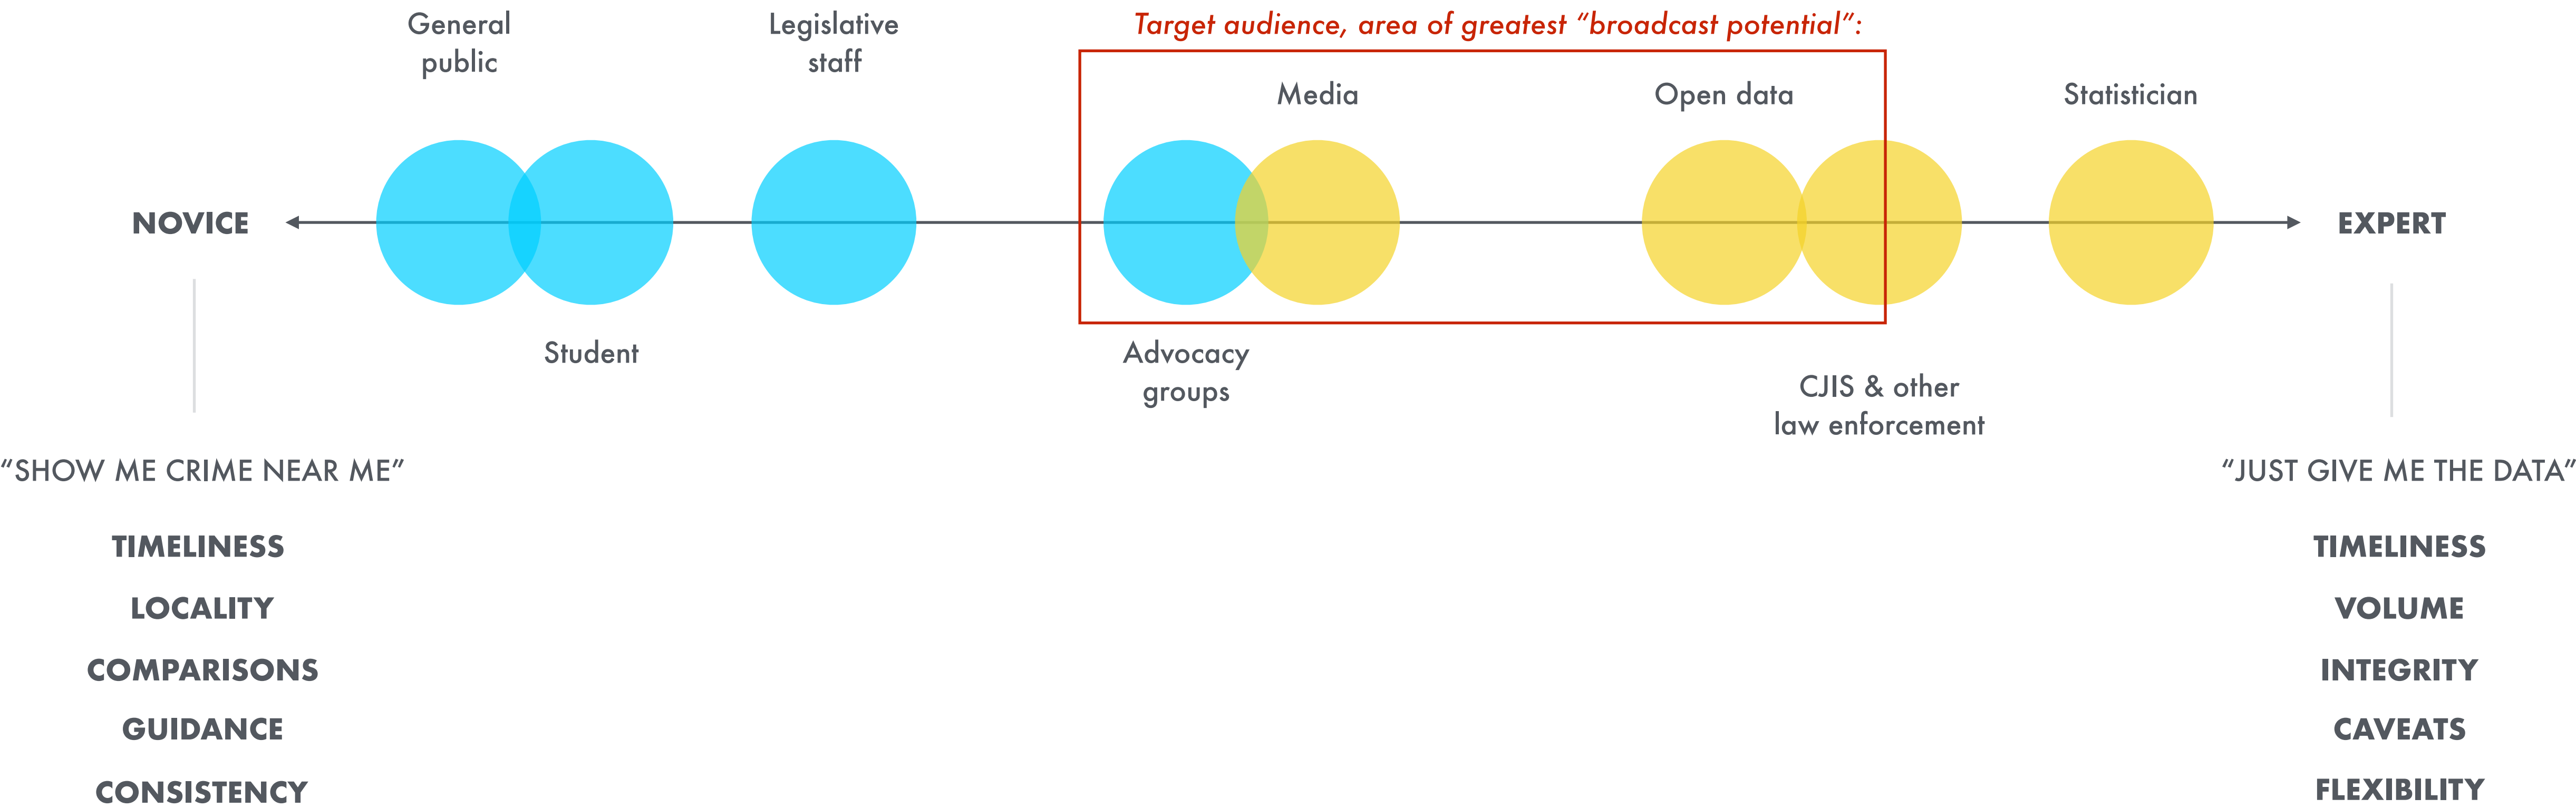 Target audience, area of greatest “broadcast potential”:
General
public
Legislative
staff
Media
Open data
Statistician
NOVICE
EXPERT
Student
Advocacy
groups
CJIS & other
law enforcement
“SHOW ME CRIME NEAR ME”
TIMELINESS
LOCALITY
COMPARISONS
GUIDANCE
CONSISTENCY
“JUST GIVE ME THE DATA”
TIMELINESS
VOLUME
INTEGRITY
CAVEATS
FLEXIBILITY